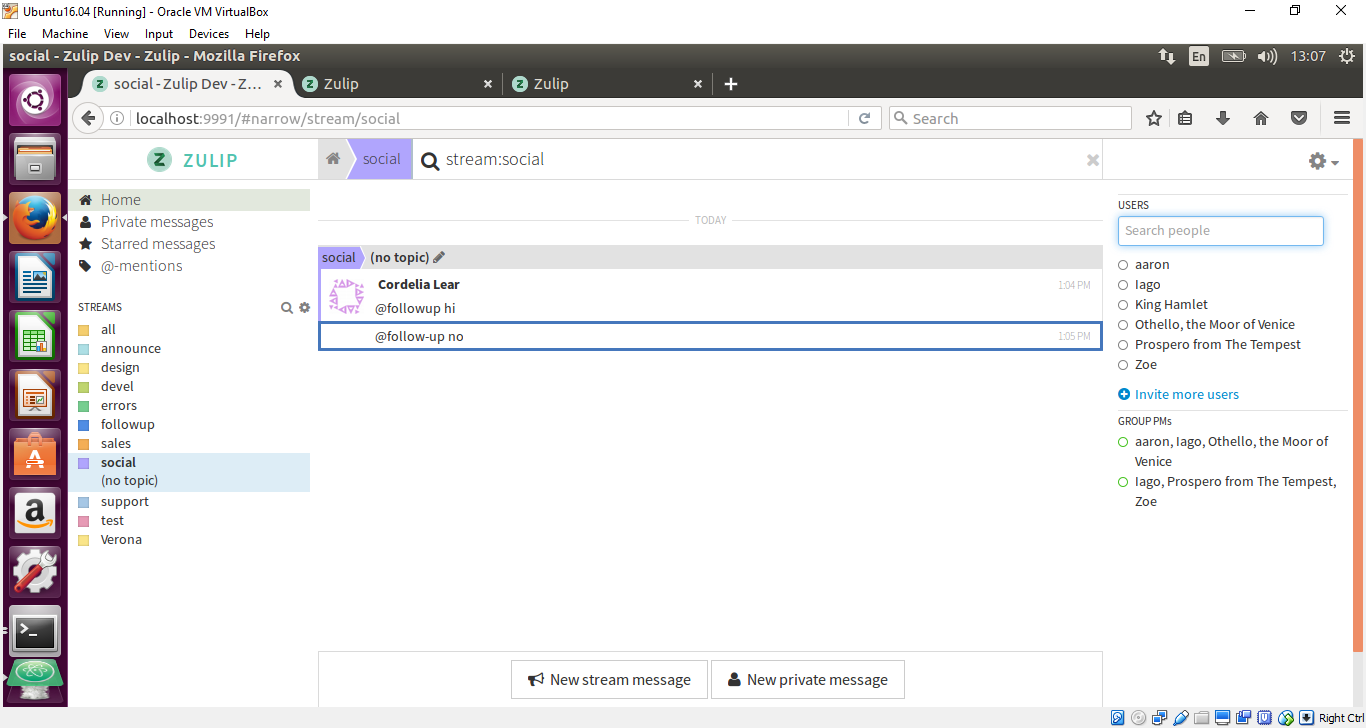 Ubuntu16.04 [Running] - Oracle VM VirtualBox
File Machine View Input Devices Help
social - Zulip Dev - Zulip - Mozilla Firefox
En 13:07
social - Zulip Dev - Z... Zulip Zulip
localhost:9991/#narrow/stream/social Search
ZULIP
social stream:social
Home
Private messages
Starred messages
@-mentions
STREAMS
all
announce
design
devel
errors
followup
sales
social
(no topic)
support
test
Verona
TODAY
social (no topic)
Cordelia Lear 1:04 PM
@followup hi
@follow-up no 1:05 PM
New stream message New private message
USERS
Search people
aaron
Iago
King Hamlet
Othello, the Moor of Venice
Prospero from The Tempest
Zoe
Invite more users
GROUP PMs
aaron, Iago, Othello, the Moor of
Venice
Iago, Prospero from The Tempest,
Zoe
Right Ctrl